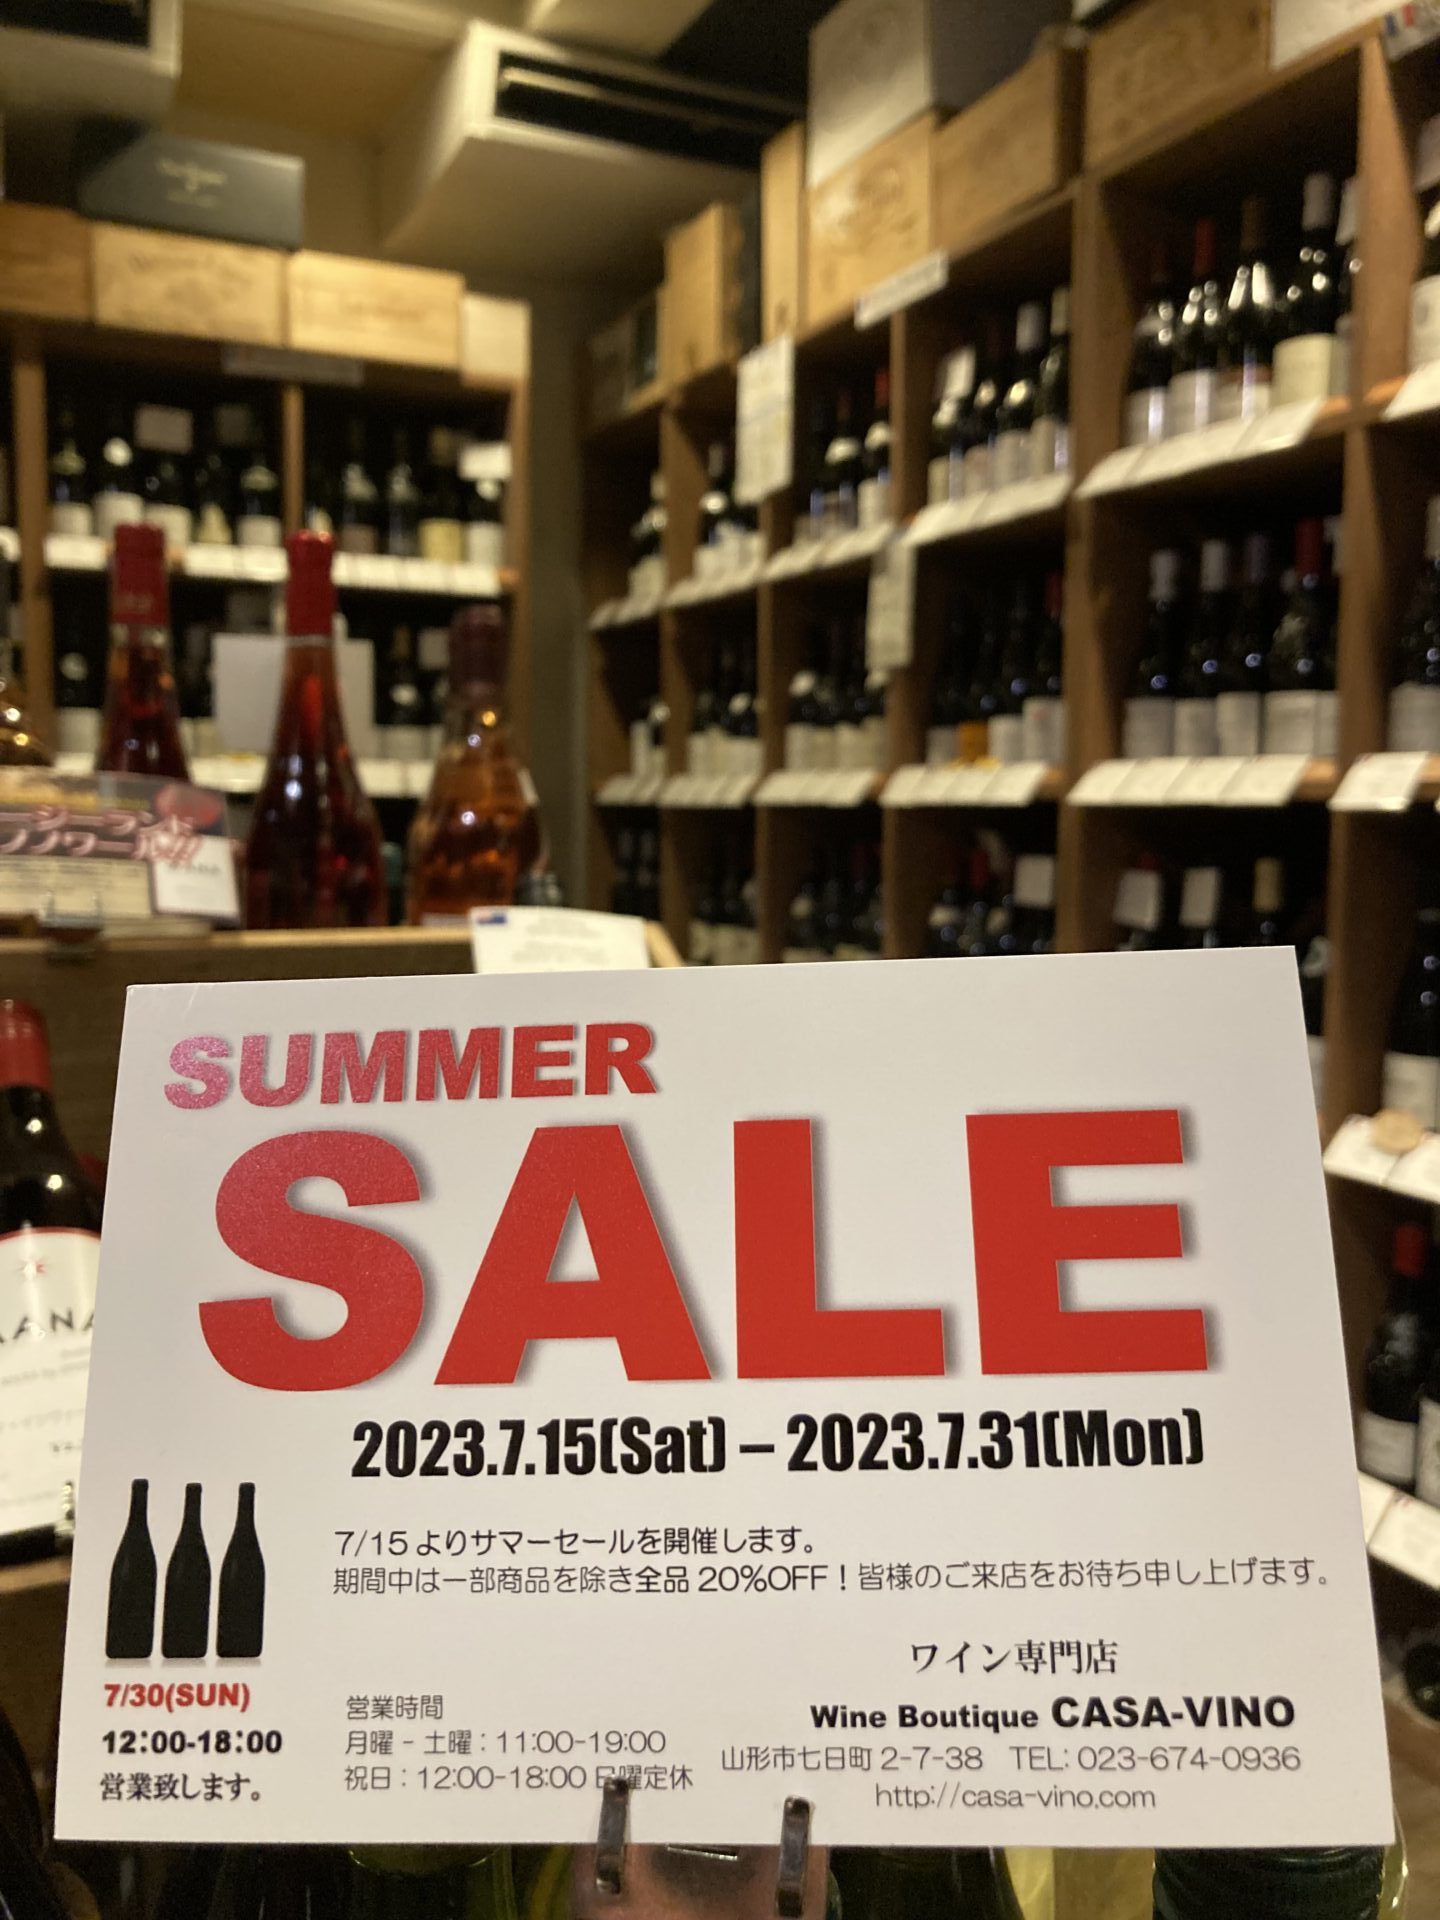 SUMMER
SALE
2023.7.15(Sat) – 2023.7.31(Mon)
7/15よりサマーセールを開催します。
期間中は一部商品を除き全品20%OFF！皆様のご来店をお待ち申し上げます。
7/30(SUN)
12:00-18:00
営業致します。
営業時間
月曜 - 土曜：11:00-19:00
祝日：12:00-18:00 日曜定休
ワイン専門店
Wine Boutique CASA-VINO
山形市七日町 2-7-38 TEL: 023-674-0936
http://casa-vino.com